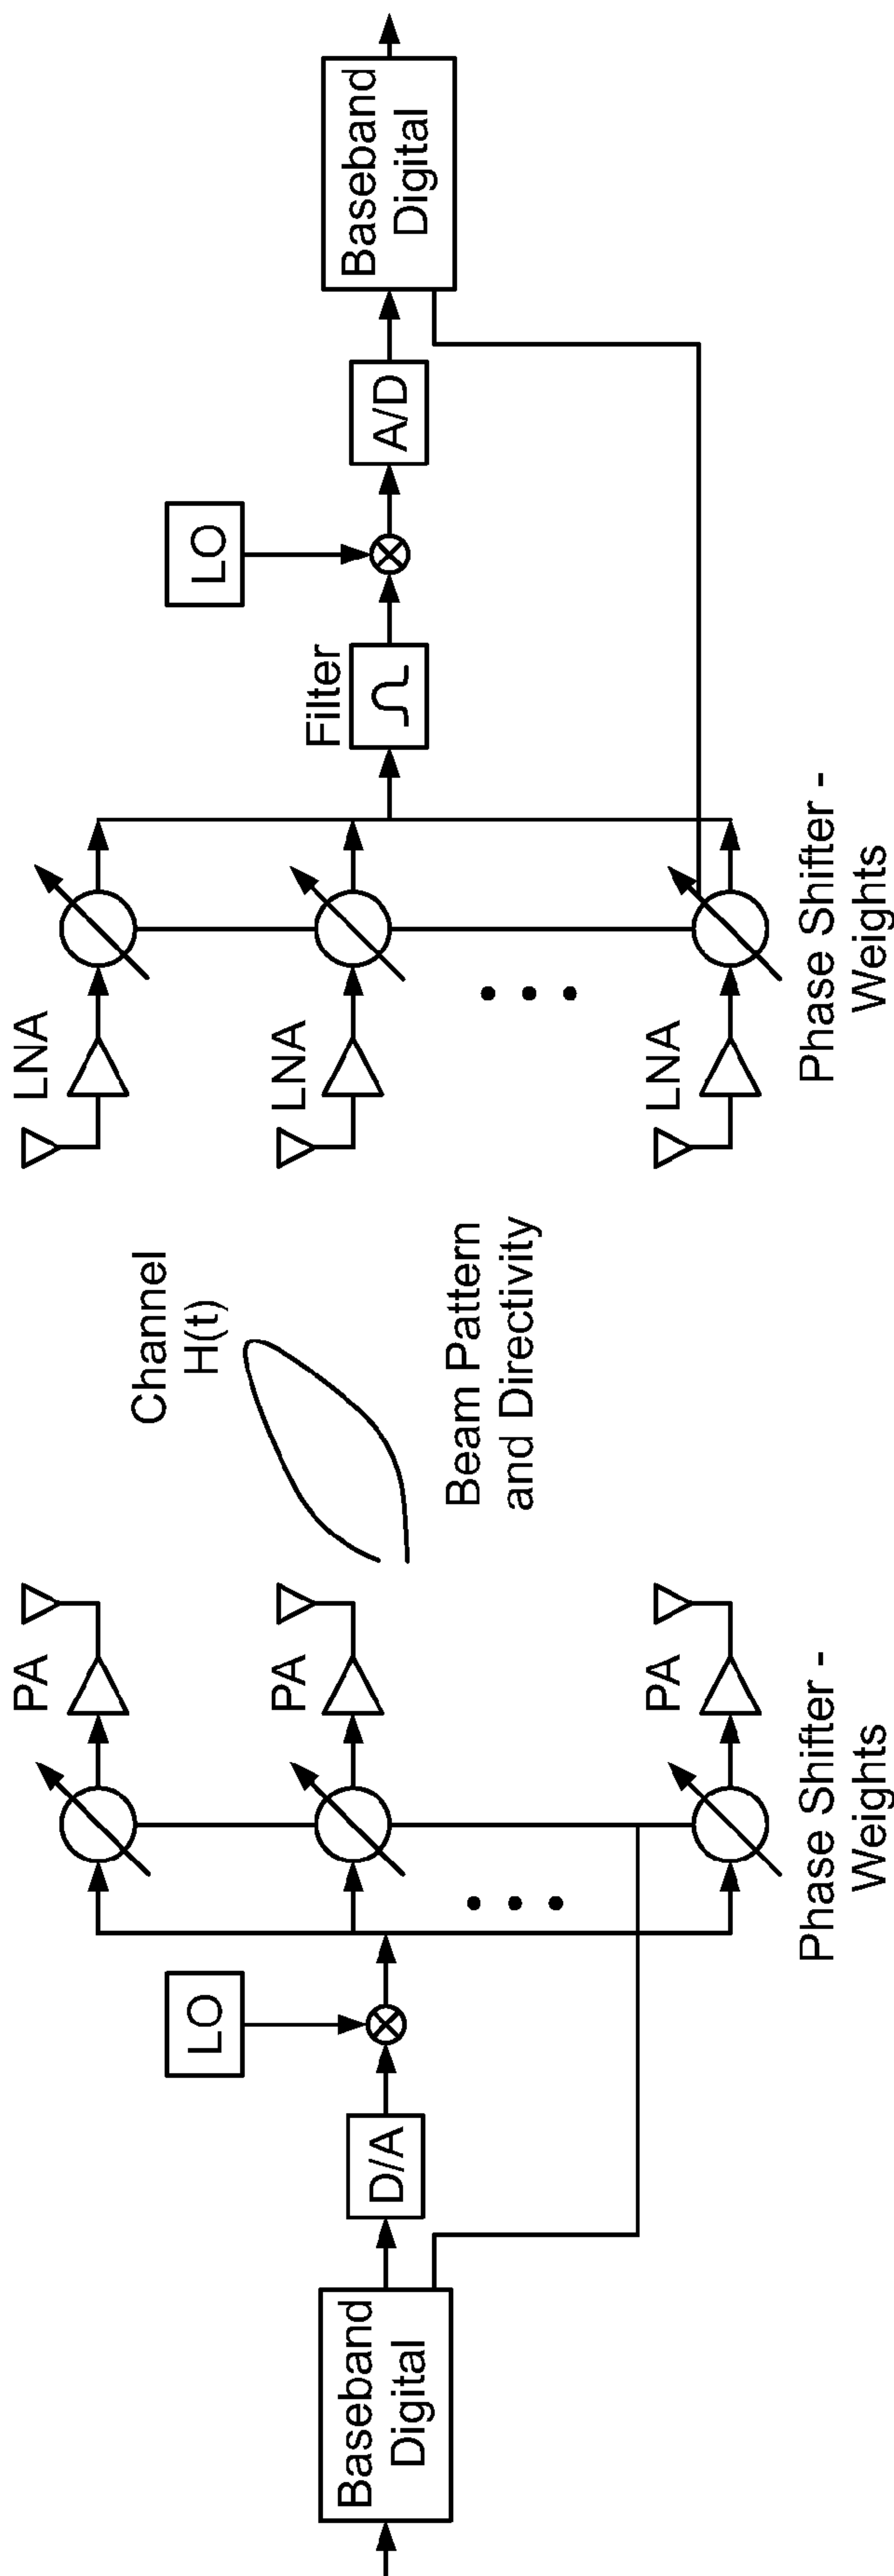 Baseband
Digital
D/A
LO
PA
PA
PA
Phase Shifter -
Weights
Channel
H(t)
Beam Pattern
and Directivity
LNA
LNA
LNA
Phase Shifter -
Weights
Filter
LO
A/D
Baseband
Digital